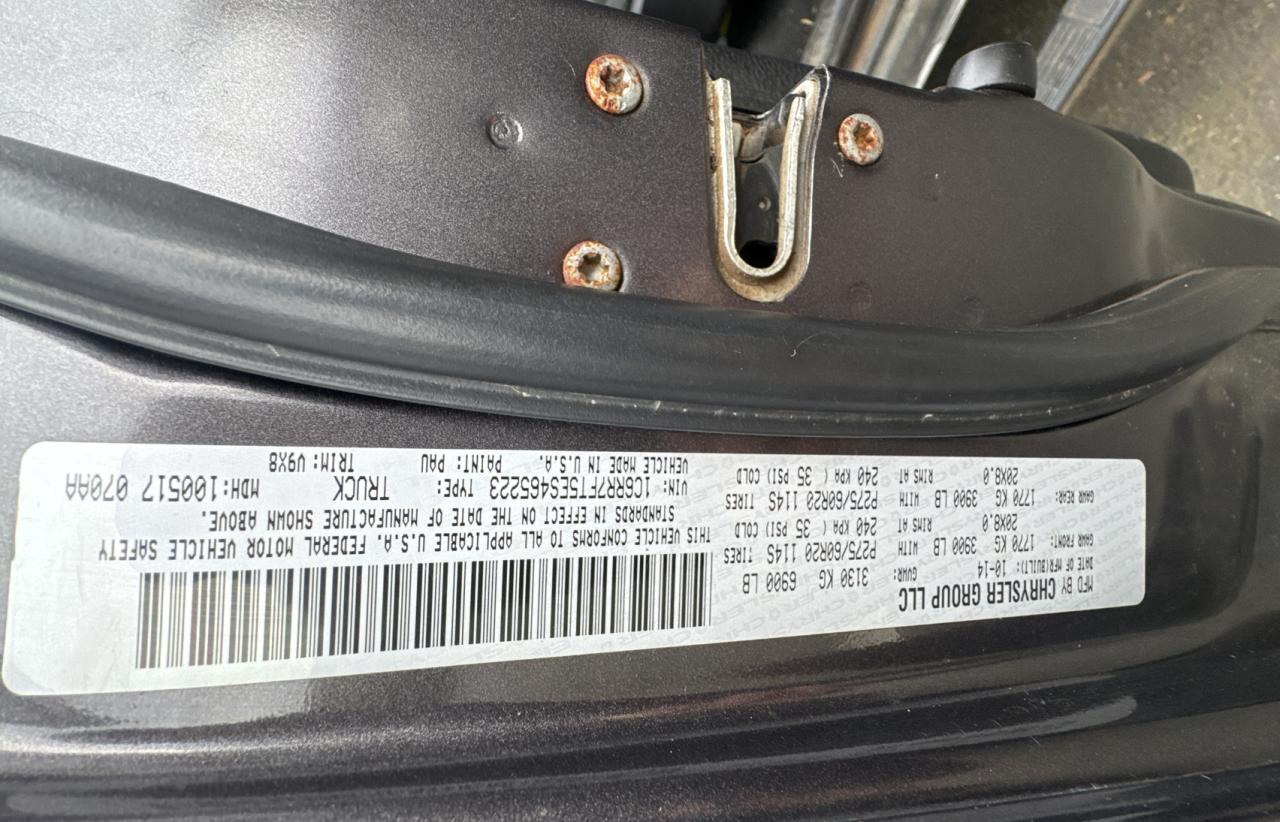 MFD BY CHRYSLER GROUP LLC
DATE OF MFR(BUILT): 10-14 GVWR: 3130 KG 6900 LB
GAWR FRONT: 1770 KG 3900 LB WITH P275/60R20 114S TIRES
20X8.0 RIMS AT 240 KPA ( 35 PSI) COLD
GAWR REAR: 1770 KG 3900 LB WITH P275/60R20 114S TIRES
20X8.0 RIMS AT 240 KPA ( 35 PSI) COLD
THIS VEHICLE CONFORMS TO ALL APPLICABLE U.S.A. FEDERAL MOTOR VEHICLE SAFETY
STANDARDS IN EFFECT ON THE DATE OF MANUFACTURE SHOWN ABOVE.
VIN: 1C6RR7FT5ES465223 TYPE: TRUCK MDH: 100517 070AA
VEHICLE MADE IN U.S.A. PAINT: PAU TRIM: V9X8